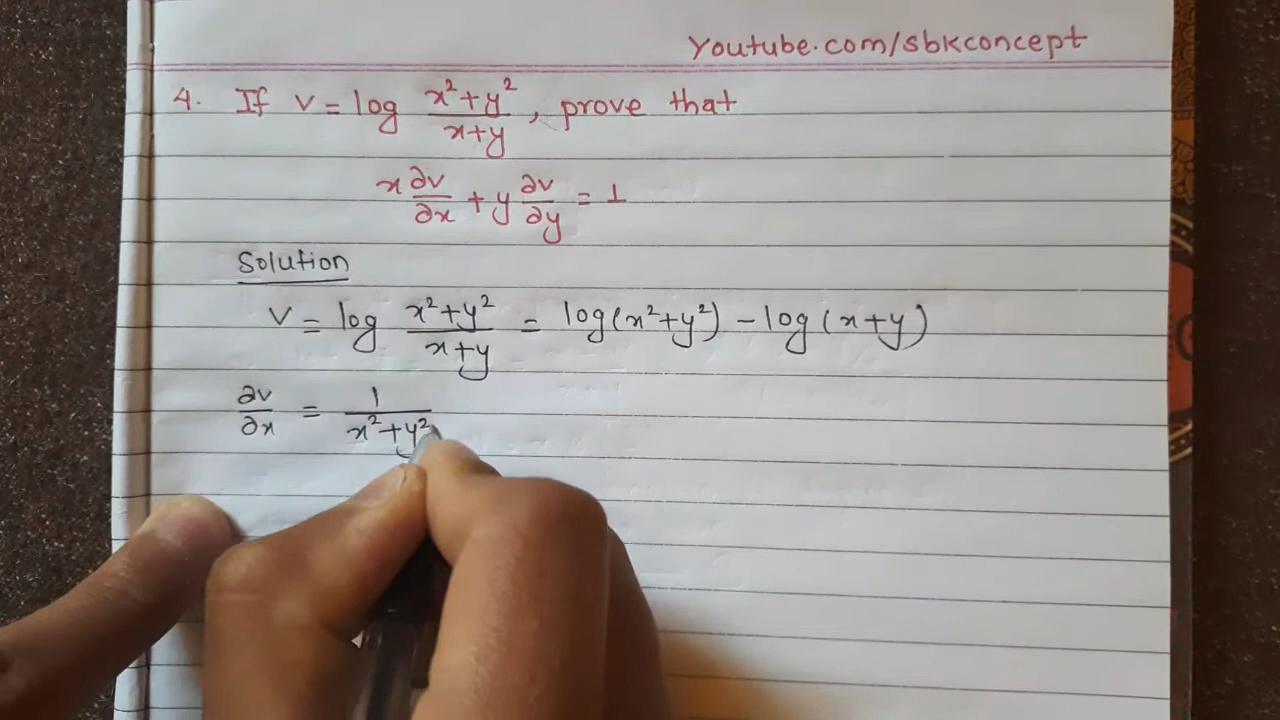 Youtube.com/sbkconcept
4. If v = log (x²+y²)/(x+y), prove that
x ∂v/∂x + y ∂v/∂y = 1
Solution
v = log (x²+y²)/(x+y) = log(x²+y²) - log(x+y)
∂v/∂x = 1/(x²+y²)